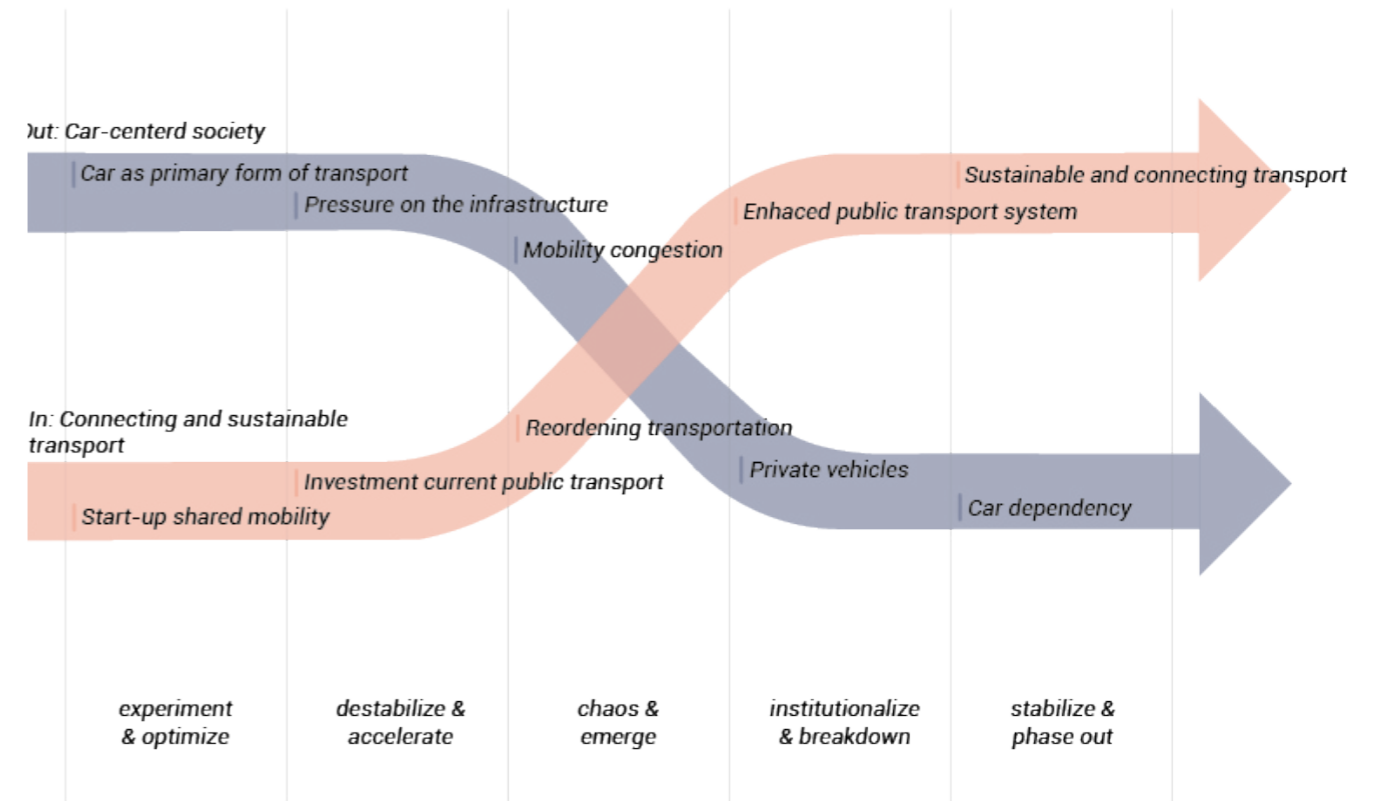 Out: Car-centerd society
Car as primary form of transport
Pressure on the infrastructure
Mobility congestion
Enhaced public transport system
Sustainable and connecting transport
In: Connecting and sustainable
transport
Start-up shared mobility
Investment current public transport
Reordening transportation
Private vehicles
Car dependency
experiment
& optimize
destabilize &
accelerate
chaos &
emerge
institutionalize
& breakdown
stabilize &
phase out